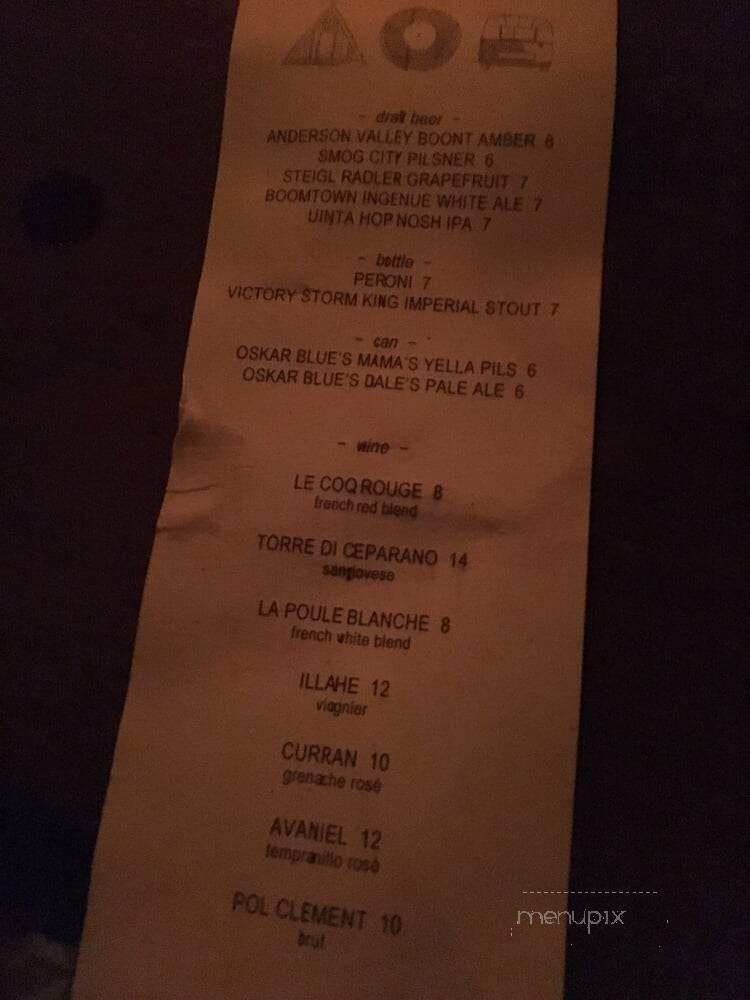 - draft beer -
ANDERSON VALLEY BOONT AMBER 8
SMOG CITY PILSNER 6
STEIGL RADLER GRAPEFRUIT 7
BOOMTOWN INGENUE WHITE ALE 7
UINTA HOP NOSH IPA 7
- bottle -
PERONI 7
VICTORY STORM KING IMPERIAL STOUT 7
- can -
OSKAR BLUE'S MAMA'S YELLA PILS 6
OSKAR BLUE'S DALE'S PALE ALE 6
- wine -
LE COQ ROUGE 8
french red blend
TORRE DI CEPARANO 14
sangiovese
LA POULE BLANCHE 8
french white blend
ILLAHE 12
viognier
CURRAN 10
grenache rosé
AVANIEL 12
tempranillo rosé
POL CLEMENT 10
brut
menupix